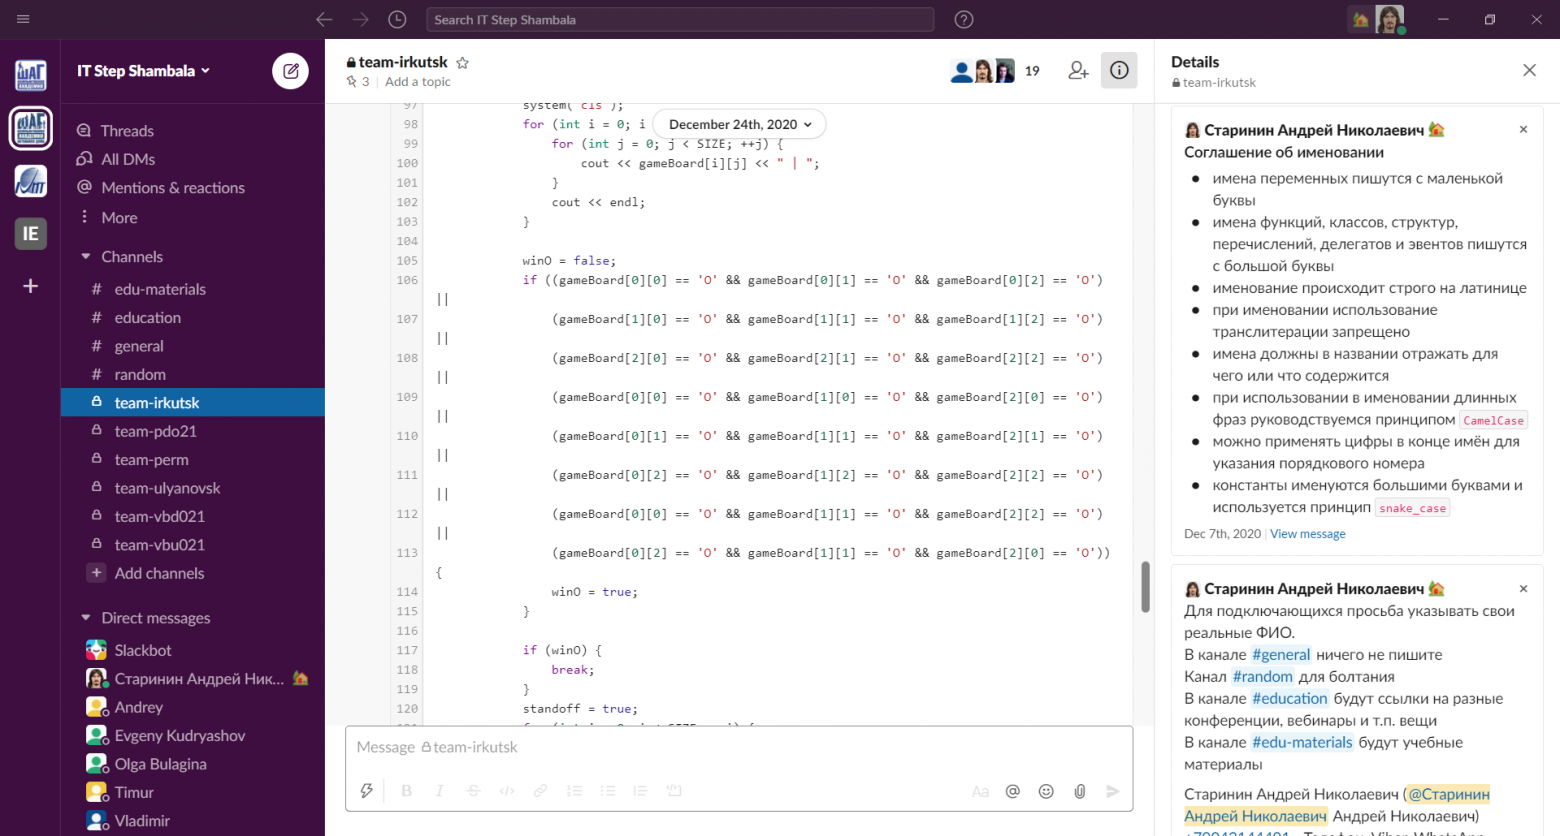 Search IT Step Shambala
IT Step Shambala
Threads
All DMs
Mentions & reactions
More
Channels
# edu-materials
# education
# general
# random
team-irkutsk
team-pdo21
team-perm
team-ulyanovsk
team-vbd021
team-vbu021
+ Add channels
Direct messages
Slackbot
Старинин Андрей Ник...
Andrey
Evgeny Kudryashov
Olga Bulagina
Timur
Vladimir
ШАГ
IE
+
team-irkutsk
3 | Add a topic
19
December 24th, 2020
97 system("cls");
98 for (int i = 0; i
99 for (int j = 0; j < SIZE; ++j) {
100 cout << gameBoard[i][j] << " | ";
101 }
102 cout << endl;
103 }
104
105 winO = false;
106 if ((gameBoard[0][0] == 'O' && gameBoard[0][1] == 'O' && gameBoard[0][2] == 'O')
||
107 (gameBoard[1][0] == 'O' && gameBoard[1][1] == 'O' && gameBoard[1][2] == 'O')
||
108 (gameBoard[2][0] == 'O' && gameBoard[2][1] == 'O' && gameBoard[2][2] == 'O')
||
109 (gameBoard[0][0] == 'O' && gameBoard[1][0] == 'O' && gameBoard[2][0] == 'O')
||
110 (gameBoard[0][1] == 'O' && gameBoard[1][1] == 'O' && gameBoard[2][1] == 'O')
||
111 (gameBoard[0][2] == 'O' && gameBoard[1][2] == 'O' && gameBoard[2][2] == 'O')
||
112 (gameBoard[0][0] == 'O' && gameBoard[1][1] == 'O' && gameBoard[2][2] == 'O')
||
113 (gameBoard[0][2] == 'O' && gameBoard[1][1] == 'O' && gameBoard[2][0] == 'O'))
{
114 winO = true;
115 }
116
117 if (winO) {
118 break;
119 }
120 standoff = true;
Message team-irkutsk
B I S
Aa @
Details
team-irkutsk
Старинин Андрей Николаевич
Соглашение об именовании
• имена переменных пишутся с маленькой
буквы
• имена функций, классов, структур,
перечислений, делегатов и эвентов пишутся
с большой буквы
• именование происходит строго на латинице
• при именовании использование
транслитерации запрещено
• имена должны в названии отражать для
чего или что содержится
• при использовании в именовании длинных
фраз руководствуемся принципом CamelCase
• можно применять цифры в конце имён для
указания порядкового номера
• константы именуются большими буквами и
используется принцип snake_case
Dec 7th, 2020 | View message
Старинин Андрей Николаевич
Для подключающихся просьба указывать свои
реальные ФИО.
В канале #general ничего не пишите
Канал #random для болтания
В канале #education будут ссылки на разные
конференции, вебинары и т.п. вещи
В канале #edu-materials будут учебные
материалы
Старинин Андрей Николаевич (@Старинин
Андрей Николаевич Андрей Николаевич)